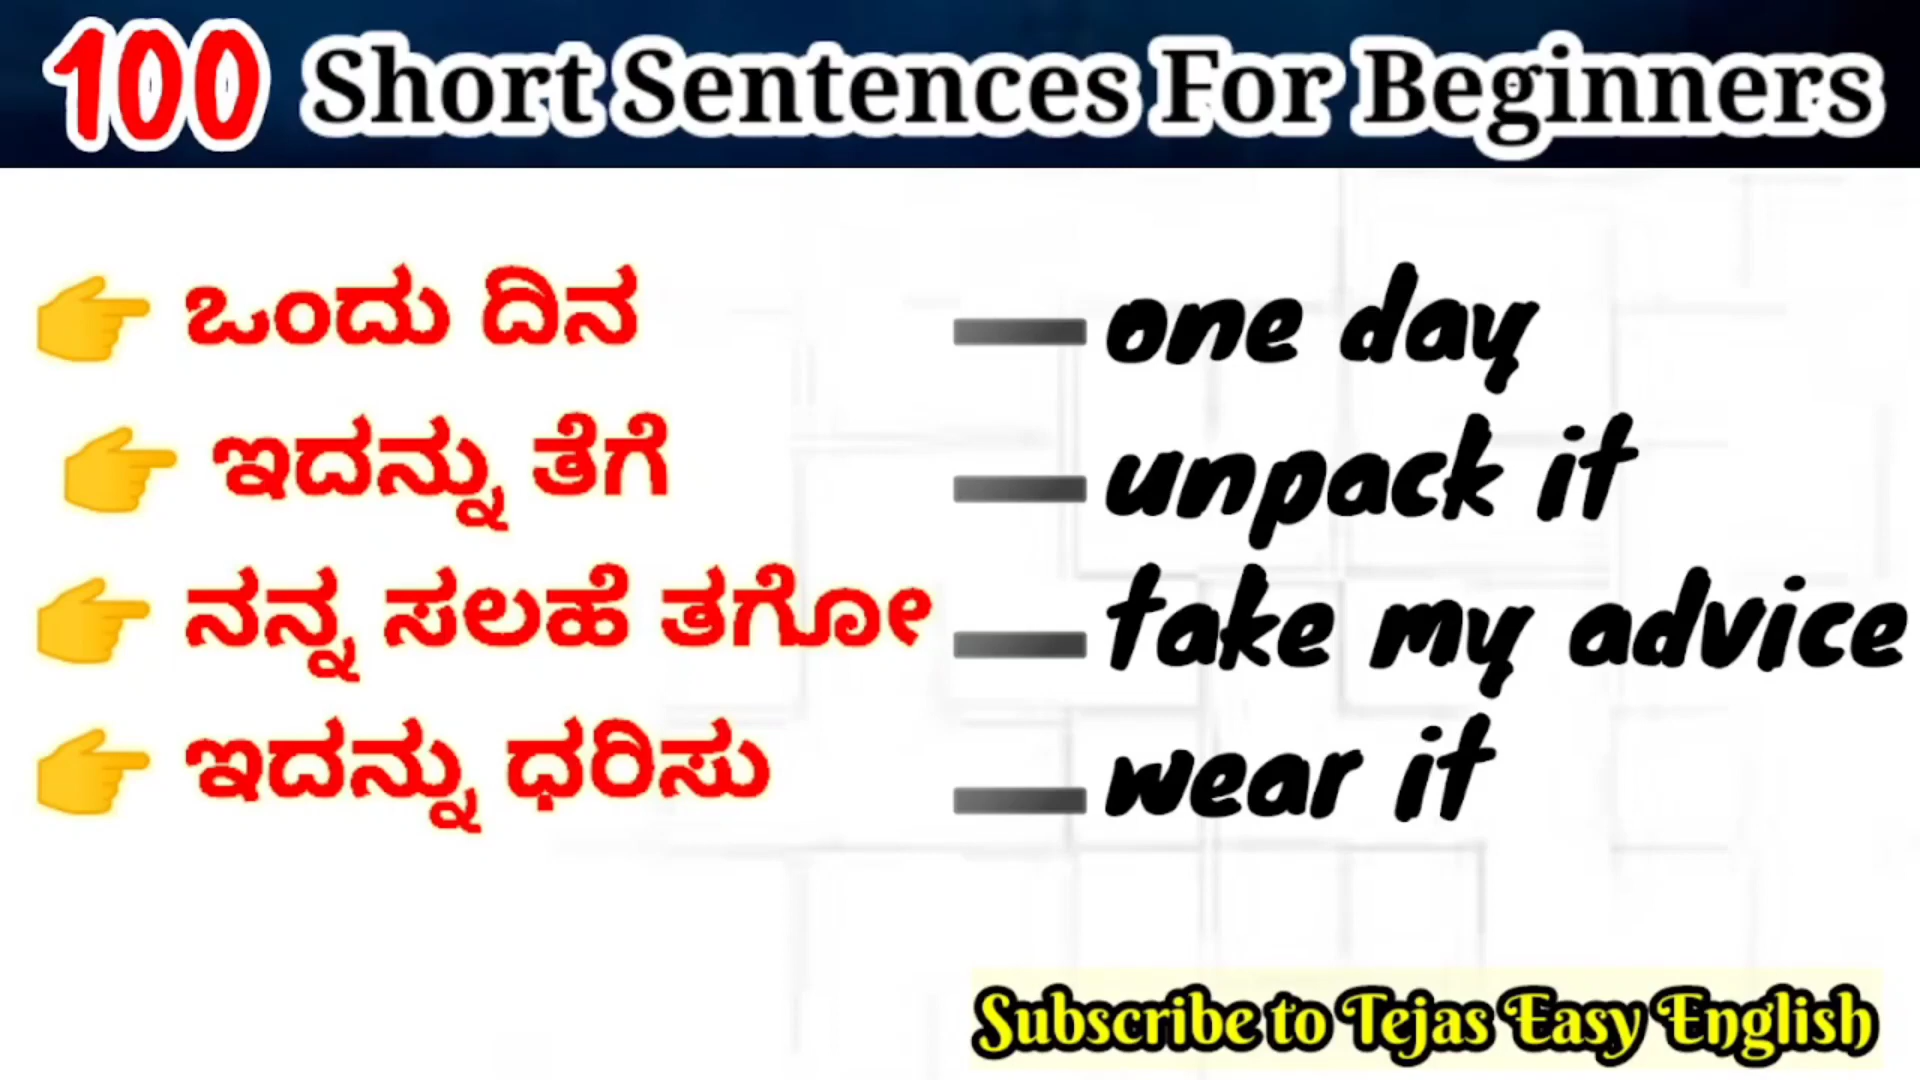 100 Short Sentences For Beginners
👉 ಒಂದು ದಿನ — one day
👉 ಇದನ್ನು ತೆಗೆ — unpack it
👉 ನನ್ನ ಸಲಹೆ ತಗೋ — take my advice
👉 ಇದನ್ನು ಧರಿಸು — wear it
Subscribe to Tejas Easy English